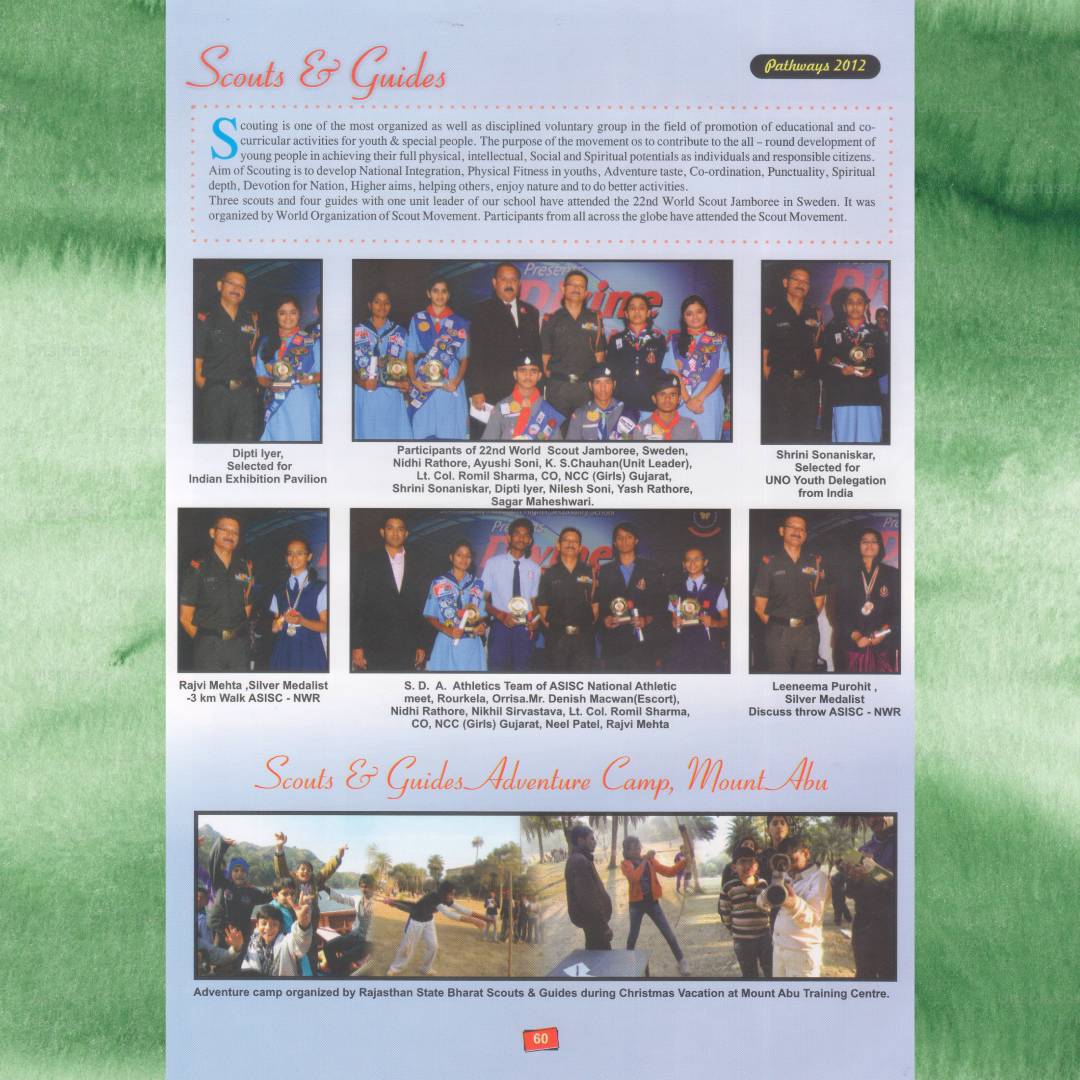 Scouts & Guides
Pathways 2012
Scouting is one of the most organized as well as disciplined voluntary group in the field of promotion of educational and co-
curricular activities for youth & special people. The purpose of the movement os to contribute to the all – round development of
young people in achieving their full physical, intellectual, Social and Spiritual potentials as individuals and responsible citizens.
Aim of Scouting is to develop National Integration, Physical Fitness in youths, Adventure taste, Co-ordination, Punctuality, Spiritual
depth, Devotion for Nation, Higher aims, helping others, enjoy nature and to do better activities.
Three scouts and four guides with one unit leader of our school have attended the 22nd World Scout Jamboree in Sweden. It was
organized by World Organization of Scout Movement. Participants from all across the globe have attended the Scout Movement.
Presents
Divine
Dipti Iyer,
Selected for
Indian Exhibition Pavilion
Participants of 22nd World Scout Jamboree, Sweden,
Nidhi Rathore, Ayushi Soni, K. S.Chauhan(Unit Leader),
Lt. Col. Romil Sharma, CO, NCC (Girls) Gujarat,
Shrini Sonaniskar, Dipti Iyer, Nilesh Soni, Yash Rathore,
Sagar Maheshwari.
Shrini Sonaniskar,
Selected for
UNO Youth Delegation
from India
Presents
Divine
Rajvi Mehta ,Silver Medalist
-3 km Walk ASISC - NWR
S. D. A. Athletics Team of ASISC National Athletic
meet, Rourkela, Orrisa.Mr. Denish Macwan(Escort),
Nidhi Rathore, Nikhil Sirvastava, Lt. Col. Romil Sharma,
CO, NCC (Girls) Gujarat, Neel Patel, Rajvi Mehta
Leeneema Purohit ,
Silver Medalist
Discuss throw ASISC - NWR
Scouts & Guides Adventure Camp, Mount Abu
Adventure camp organized by Rajasthan State Bharat Scouts & Guides during Christmas Vacation at Mount Abu Training Centre.
60